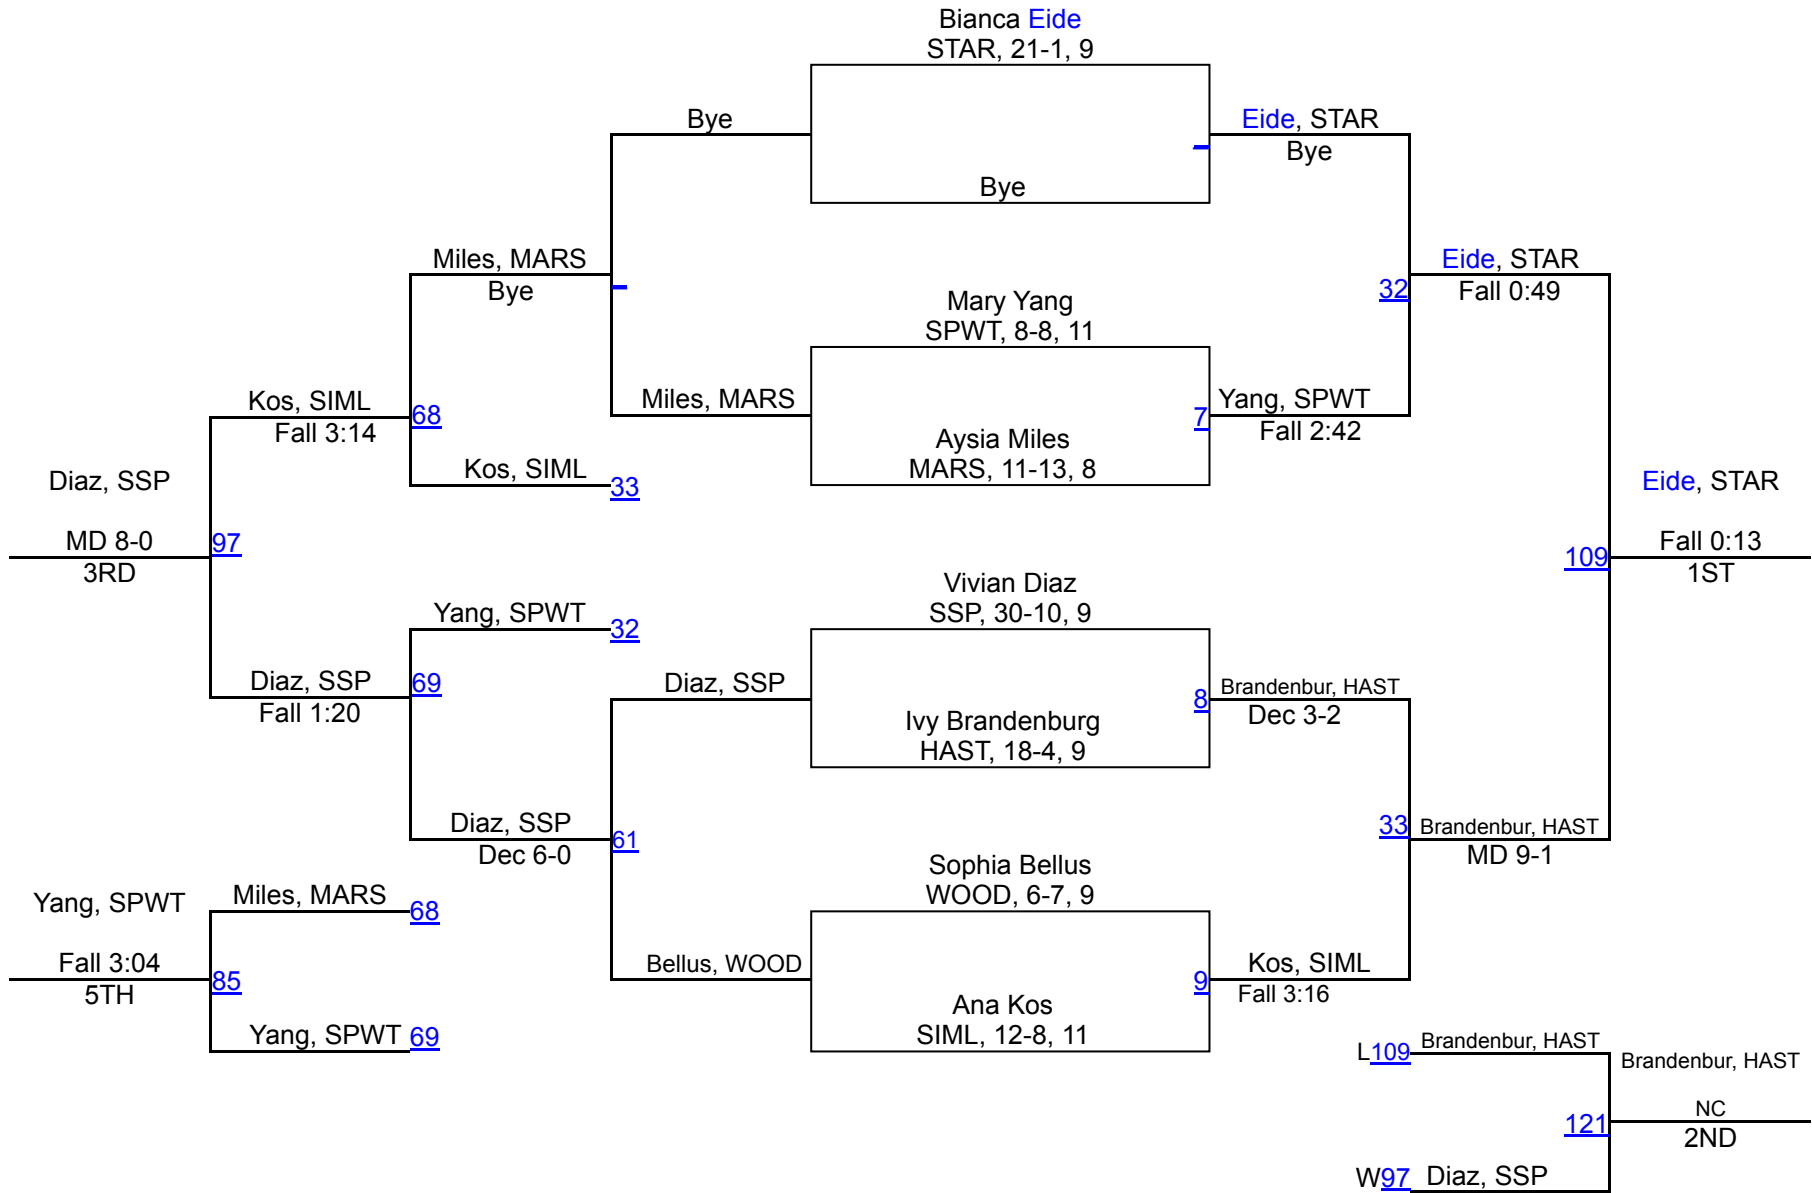 Bianca Eide
STAR, 21-1, 9
Bye
Eide, STAR
Bye
Bye
Miles, MARS
Bye
Eide, STAR
32
Fall 0:49
Mary Yang
SPWT, 8-8, 11
Kos, SIML
68
Fall 3:14
Miles, MARS
7
Yang, SPWT
Fall 2:42
Aysia Miles
MARS, 11-13, 8
Kos, SIML
33
Diaz, SSP
MD 8-0
97
3RD
Eide, STAR
Fall 0:13
109
1ST
Vivian Diaz
SSP, 30-10, 9
Yang, SPWT
32
Diaz, SSP
69
Fall 1:20
Diaz, SSP
8
Brandenbur, HAST
Dec 3-2
Ivy Brandenburg
HAST, 18-4, 9
Diaz, SSP
61
Dec 6-0
33
Brandenbur, HAST
MD 9-1
Sophia Bellus
WOOD, 6-7, 9
Yang, SPWT
Miles, MARS
68
Fall 3:04
85
5TH
Bellus, WOOD
9
Kos, SIML
Fall 3:16
Ana Kos
SIML, 12-8, 11
Yang, SPWT
69
L109
Brandenbur, HAST
Brandenbur, HAST
NC
121
2ND
W97
Diaz, SSP